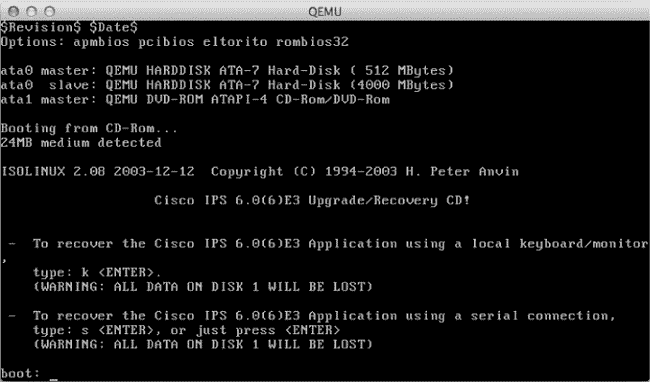 QEMU
$Revision$ $Date$
Options: apmbios pcibios eltorito rombios32
ata0 master: QEMU HARDDISK ATA-7 Hard-Disk ( 512 MBytes)
ata0  slave: QEMU HARDDISK ATA-7 Hard-Disk (4000 MBytes)
ata1 master: QEMU DVD-ROM ATAPI-4 CD-Rom/DVD-Rom
Booting from CD-Rom...
24MB medium detected
ISOLINUX 2.08 2003-12-12  Copyright (C) 1994-2003 H. Peter Anvin
Cisco IPS 6.0(6)E3 Upgrade/Recovery CD!
-  To recover the Cisco IPS 6.0(6)E3 Application using a local keyboard/monitor
,
type: k <ENTER>.
(WARNING: ALL DATA ON DISK 1 WILL BE LOST)
-  To recover the Cisco IPS 6.0(6)E3 Application using a serial connection,
type: s <ENTER>, or just press <ENTER>
(WARNING: ALL DATA ON DISK 1 WILL BE LOST)
boot: _